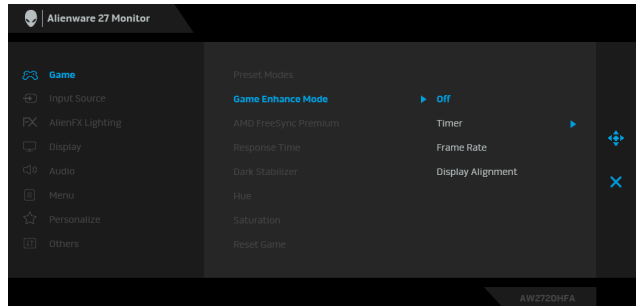 Alienware 27 Monitor
Game
Input Source
AlienFX Lighting
Display
Audio
Menu
Personalize
Others
Preset Modes
Game Enhance Mode
AMD FreeSync Premium
Response Time
Dark Stabilizer
Hue
Saturation
Reset Game
Off
Timer
Frame Rate
Display Alignment
AW2720HFA